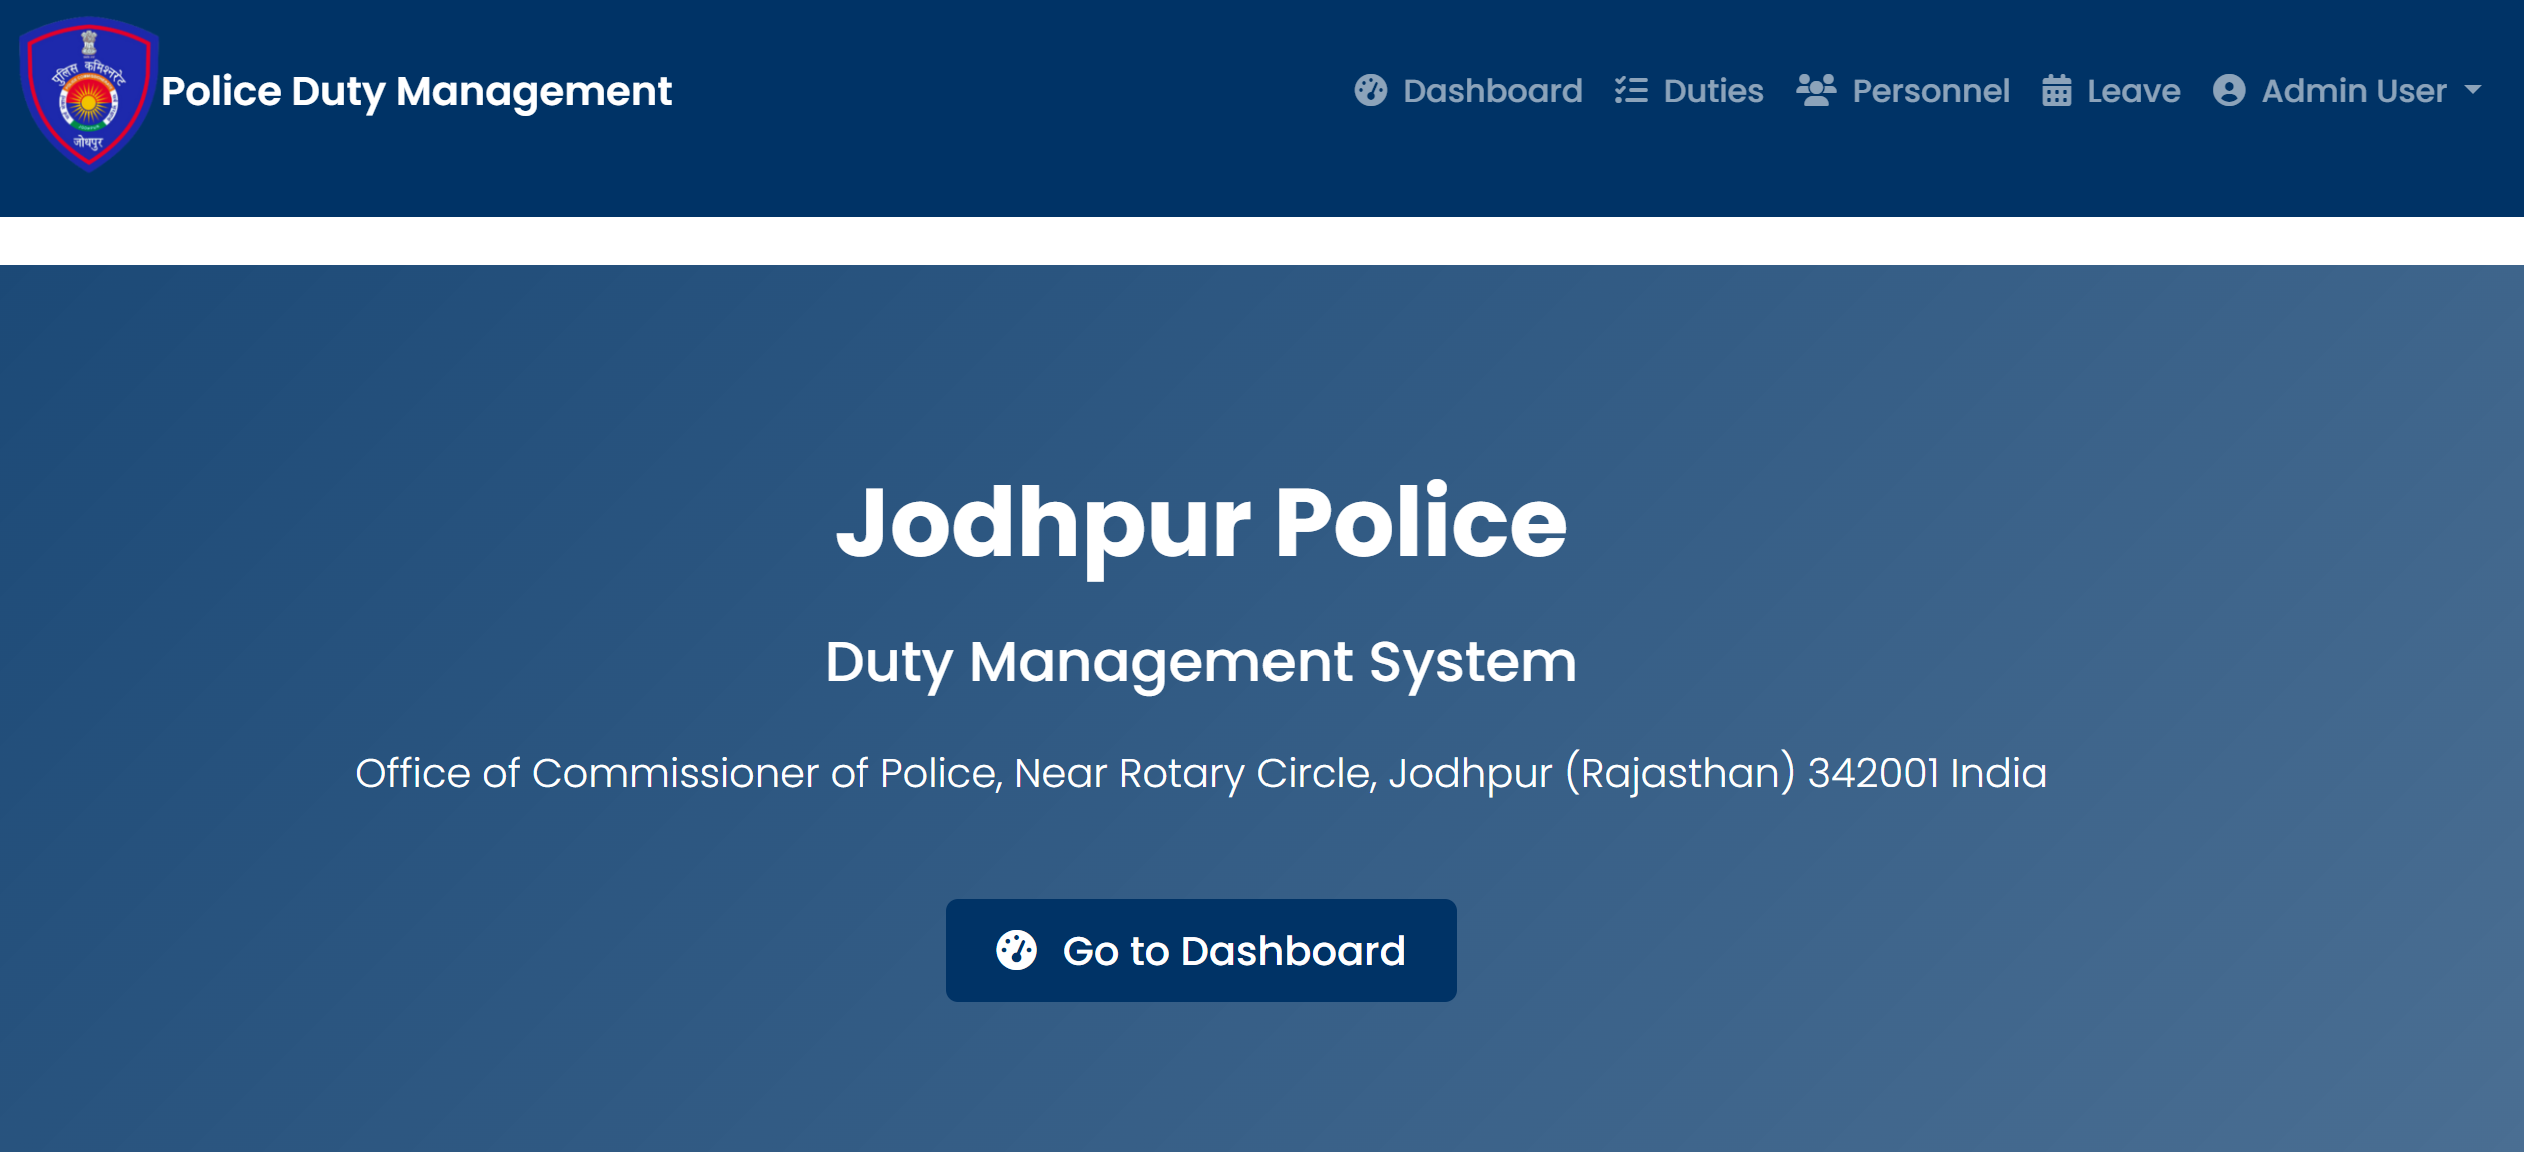 पुलिस कमिश्नरेट
जोधपुर
Police Duty Management
Dashboard
Duties
Personnel
Leave
Admin User
Jodhpur Police
Duty Management System
Office of Commissioner of Police, Near Rotary Circle, Jodhpur (Rajasthan) 342001 India
Go to Dashboard